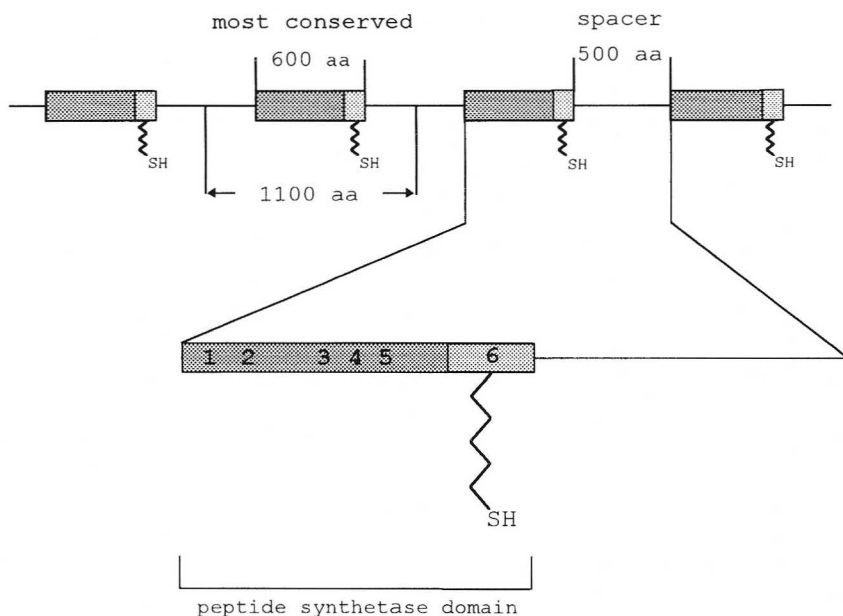 most conserved
spacer
600 aa
500 aa
SH
SH
SH
SH
1100 aa
1 2 3 4 5 6
SH
peptide synthetase domain